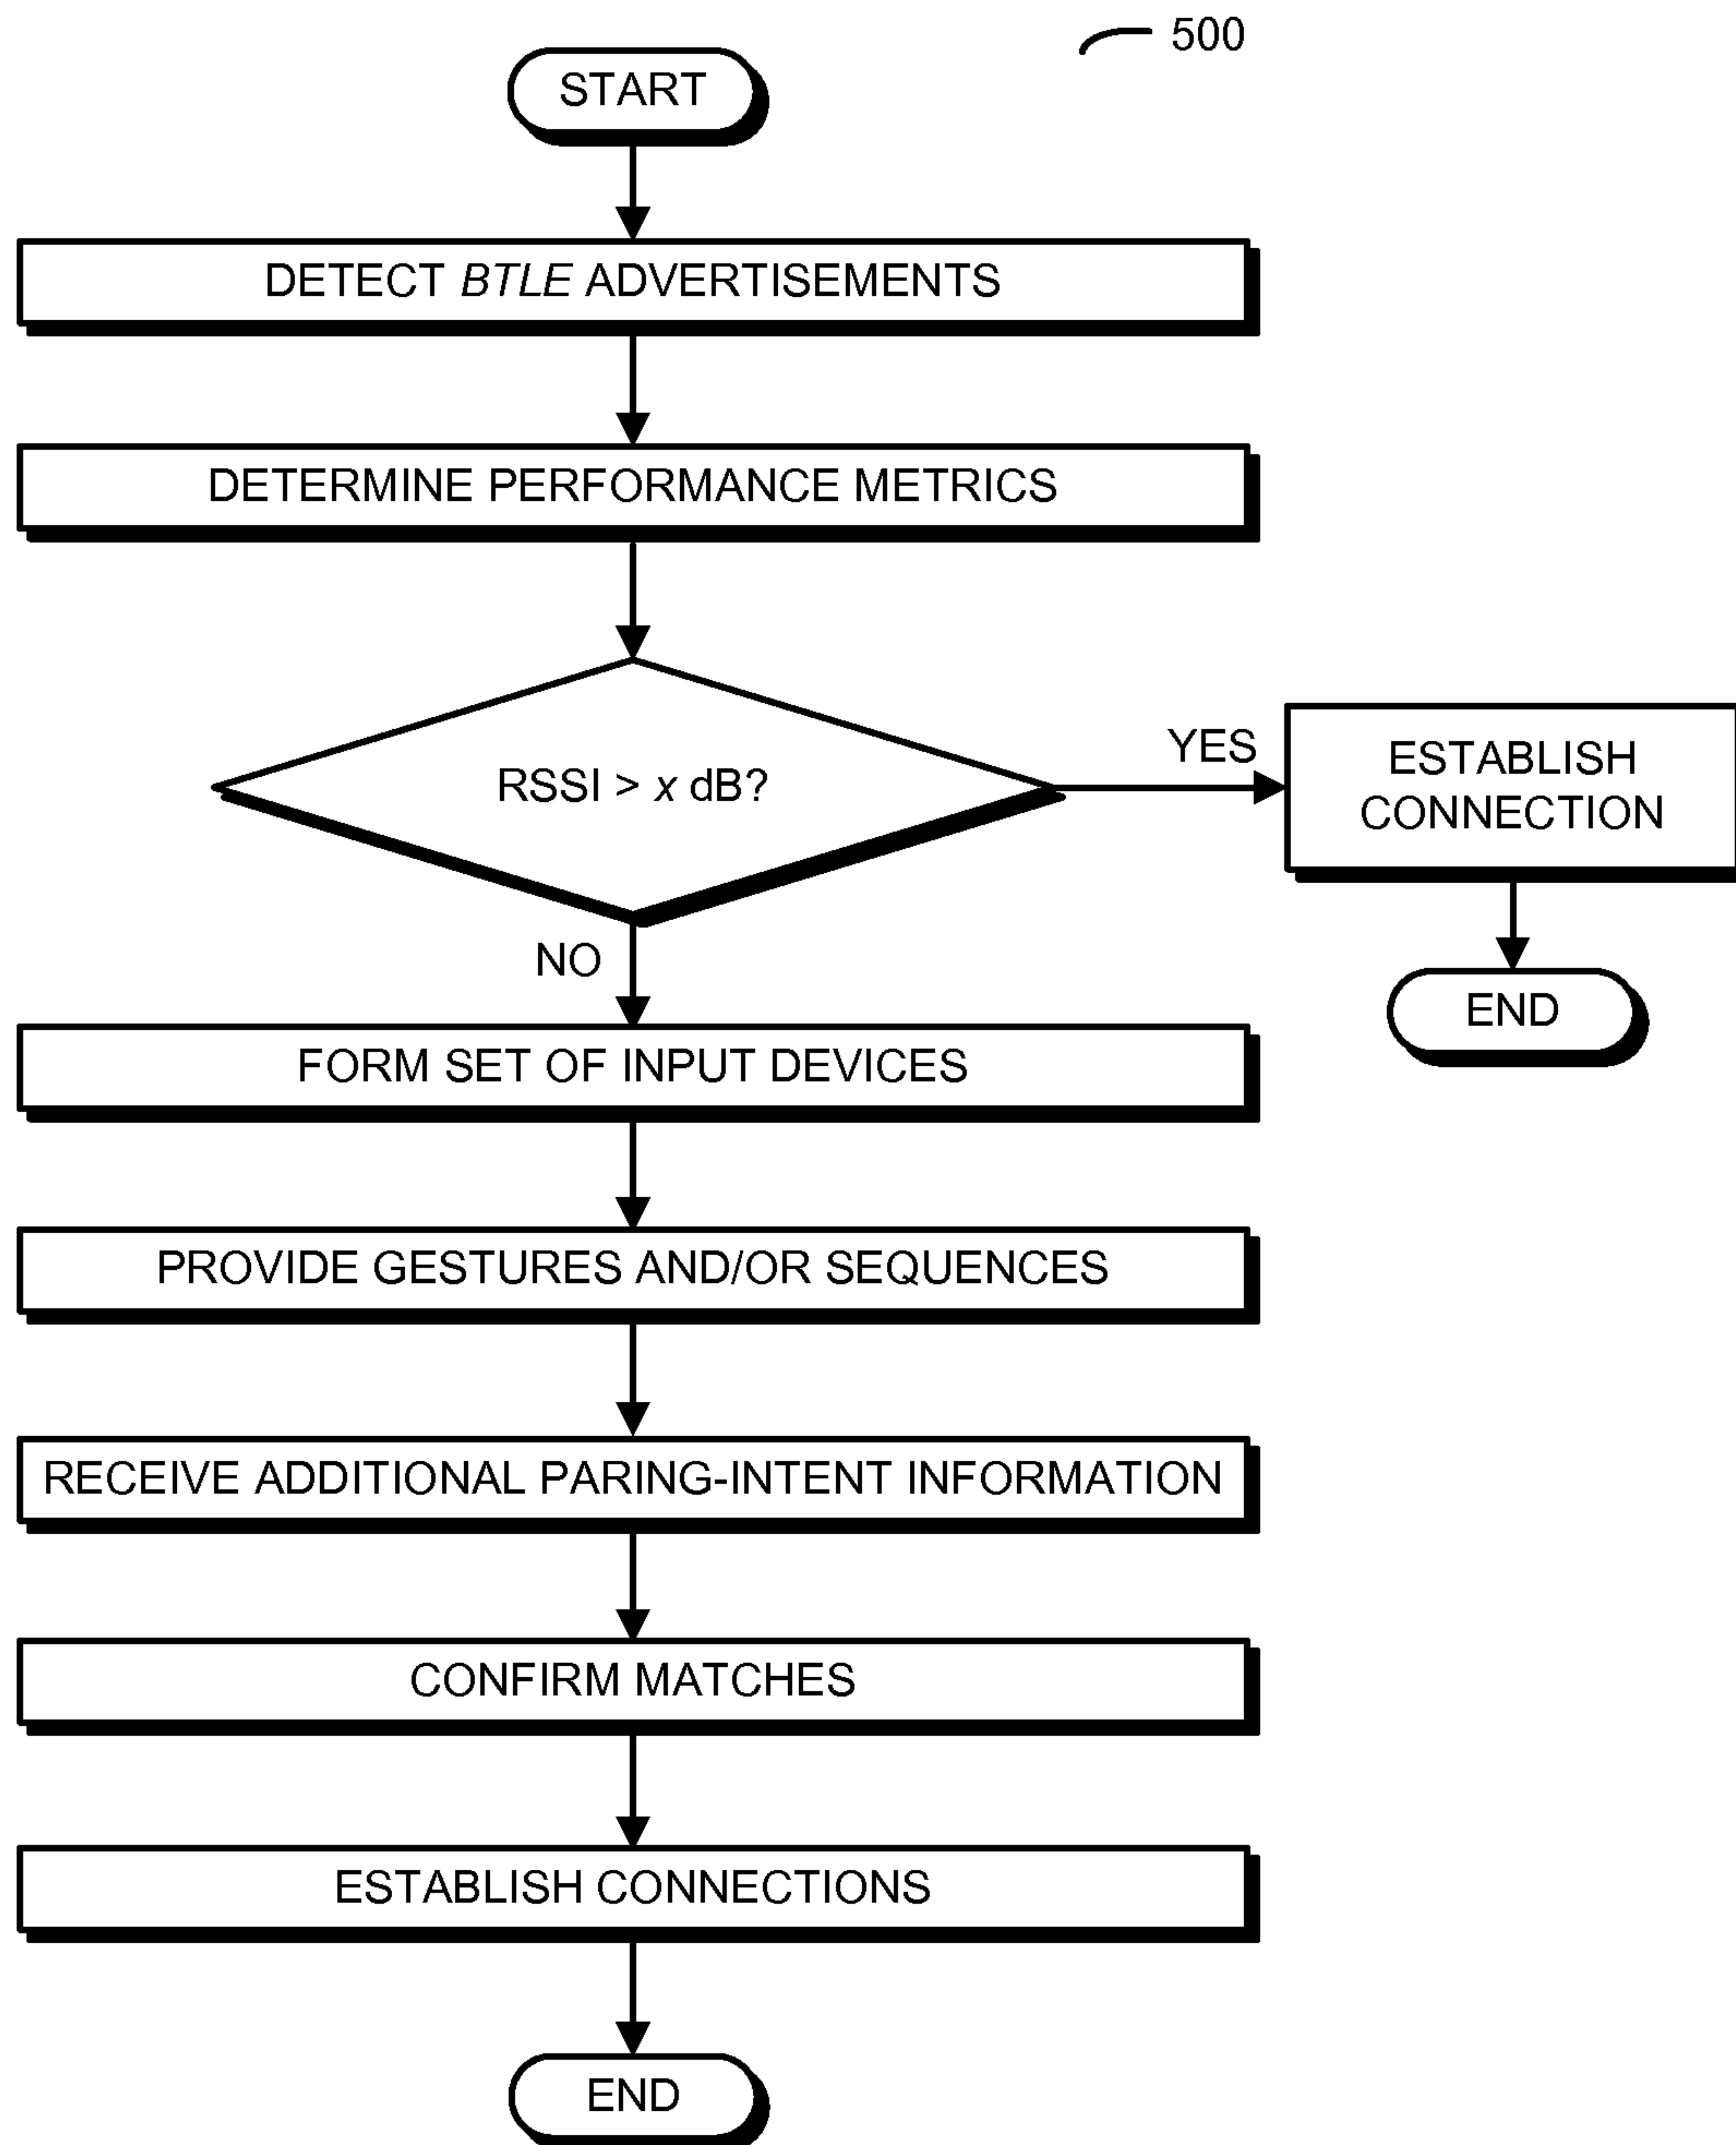 500
START
DETECT BTLE ADVERTISEMENTS
DETERMINE PERFORMANCE METRICS
RSSI > x dB?
YES
ESTABLISH
CONNECTION
END
NO
FORM SET OF INPUT DEVICES
PROVIDE GESTURES AND/OR SEQUENCES
RECEIVE ADDITIONAL PARING-INTENT INFORMATION
CONFIRM MATCHES
ESTABLISH CONNECTIONS
END